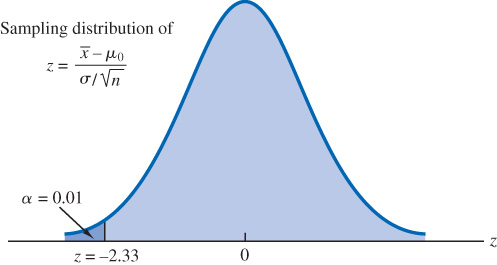 Sampling distribution of
z = x̄ – μ₀
σ/√n
α = 0.01
z = –2.33
0
z